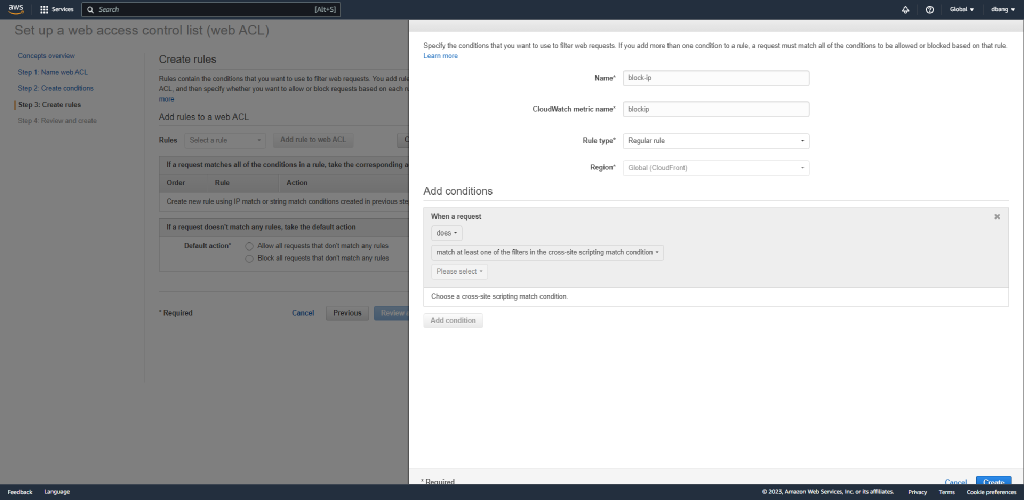 aws
Services
Search
[Alt+S]
Global
dbang
Set up a web access control list (web ACL)
Concepts overview
Step 1: Name web ACL
Step 2: Create conditions
Step 3: Create rules
Step 4: Review and create
Create rules
Rules contain the conditions that you want to use to filter web requests. You add rule
ACL, and then specify whether you want to allow or block requests based on each r
more
Add rules to a web ACL
Rules
Select a rule
Add rule to web ACL
C
If a request matches all of the conditions in a rule, take the corresponding a
Order Rule Action
Create new rule using IP match or string match conditions created in previous ste
If a request doesn't match any rules, take the default action
Default action*
Allow all requests that don't match any rules
Block all requests that don't match any rules
* Required
Cancel
Previous
Review
Specify the conditions that you want to use to filter web requests. If you add more than one condition to a rule, a request must match all of the conditions to be allowed or blocked based on that rule.
Learn more
Name* block-ip
CloudWatch metric name* blockip
Rule type* Regular rule
Region* Global (CloudFront)
Add conditions
When a request
does
match at least one of the filters in the cross-site scripting match condition
Please select
Choose a cross-site scripting match condition.
Add condition
* Required
Cancel
Create
Feedback
Language
© 2023, Amazon Web Services, Inc. or its affiliates.
Privacy
Terms
Cookie preferences